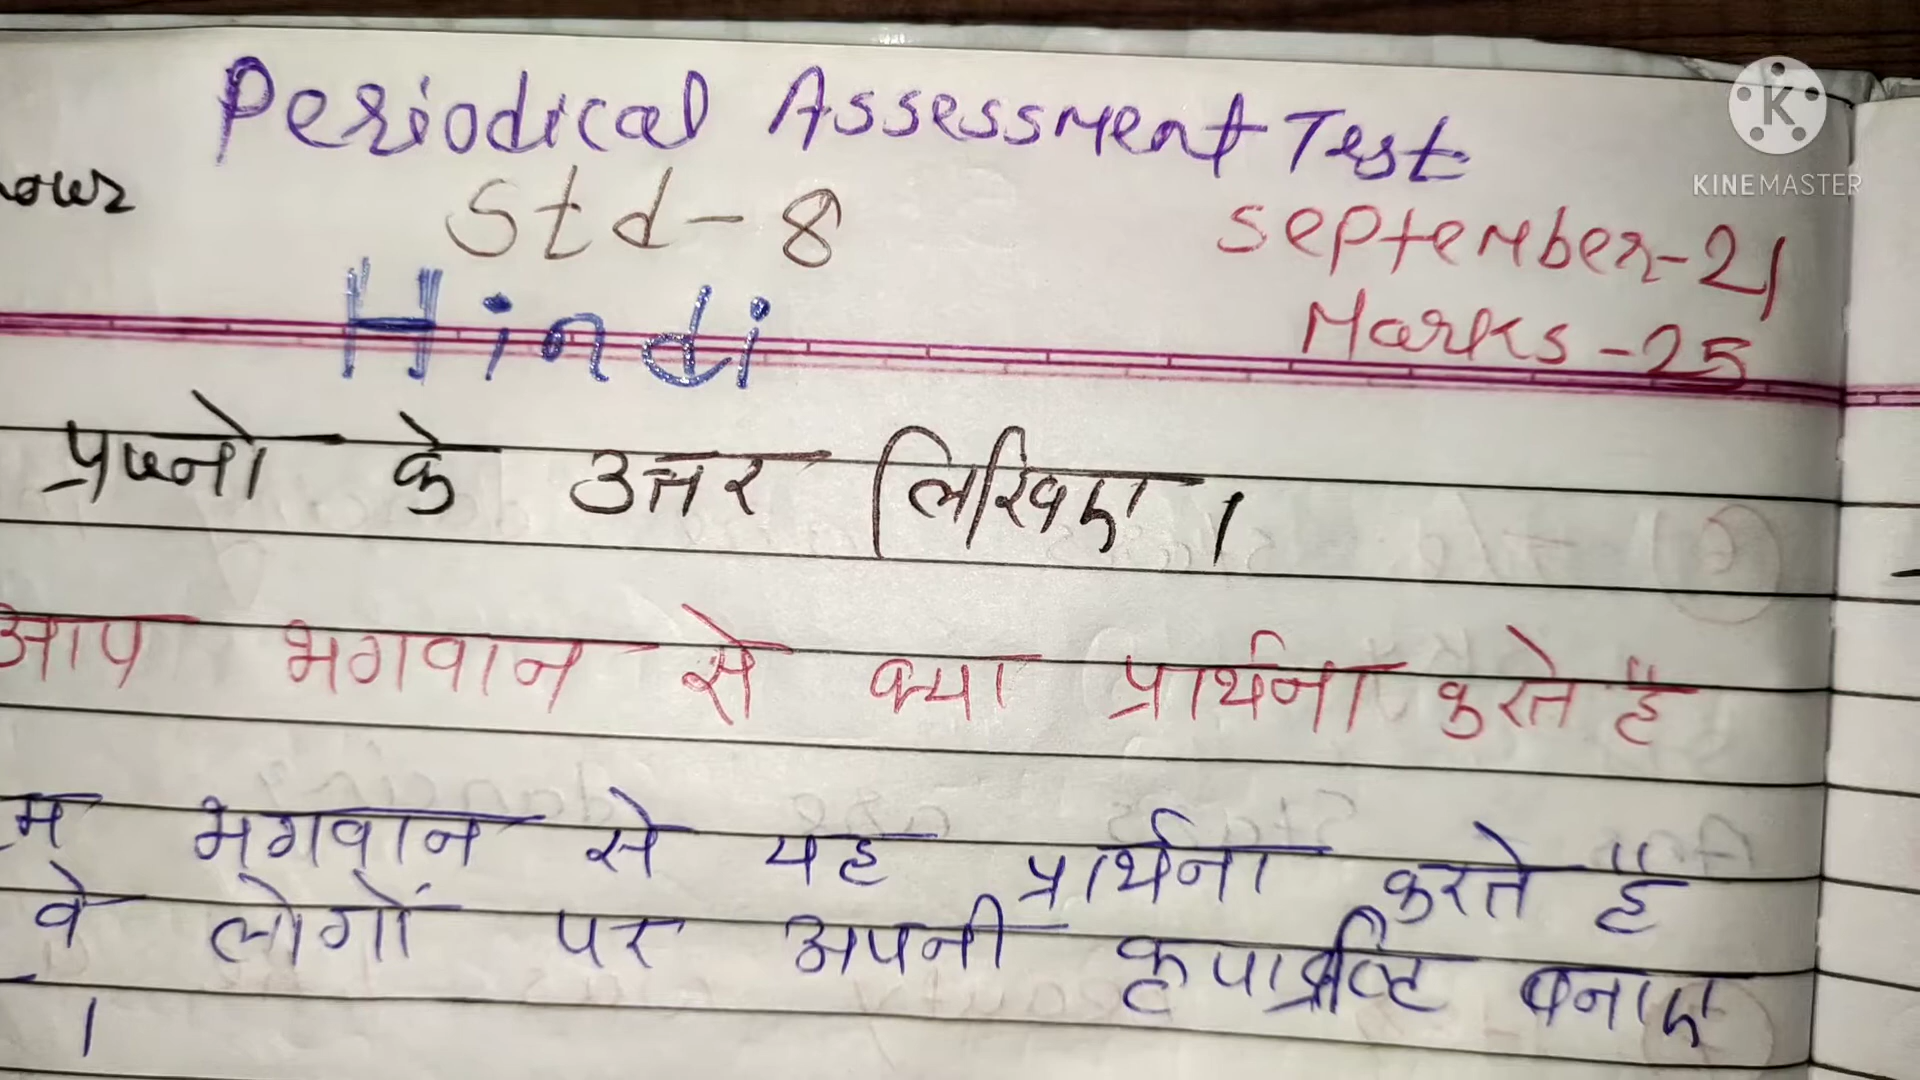 Periodical Assessment Test
Std-8
September-21
Hindi
Marks-25
प्रश्नो के उत्तर लिखिए ।
आप भगवान से क्या प्रार्थना करते हैं
भगवान से यह प्रार्थना करते हैं
वे लोगों पर अपनी कृपादृष्टि बनाए
।
KINEMASTER